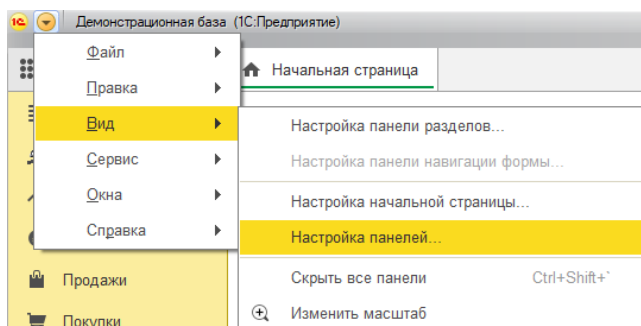 1С Демонстрационная база (1С:Предприятие)
Файл
Правка
Вид
Сервис
Окна
Справка
Начальная страница
Настройка панели разделов...
Настройка панели навигации формы...
Настройка начальной страницы...
Настройка панелей...
Скрыть все панели Ctrl+Shift+`
Изменить масштаб
Продажи
Покупки